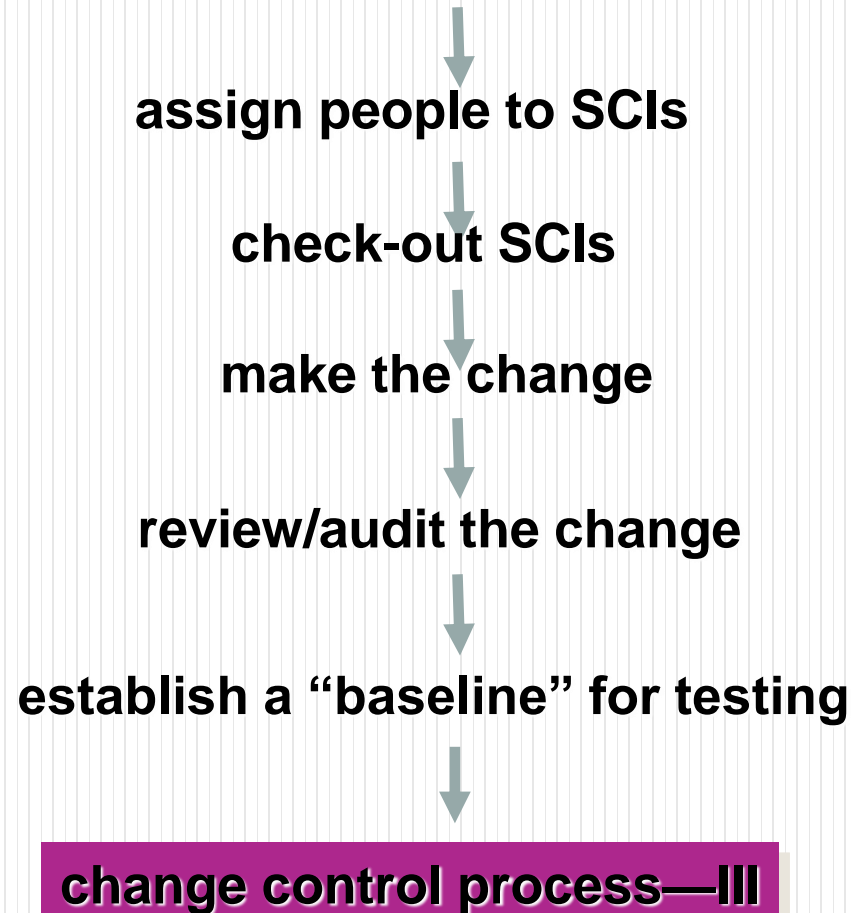 assign people to SCIs
check-out SCIs
make the change
review/audit the change
establish a “baseline” for testing
change control process—III